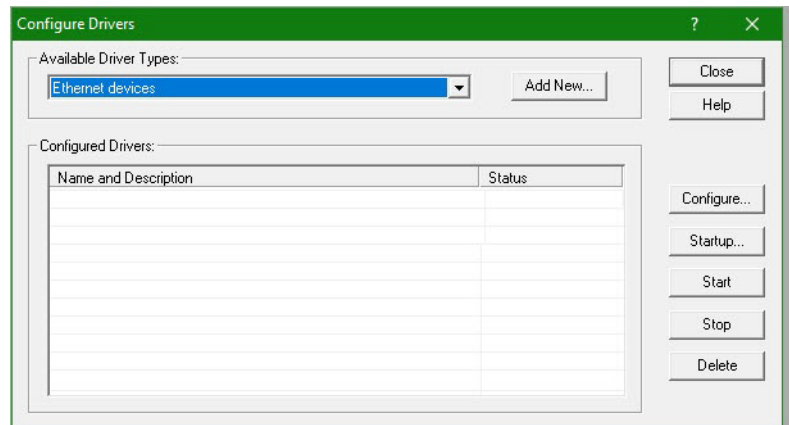 Configure Drivers ? ×
Available Driver Types:
Ethernet devices
Add New...
Close
Help
Configured Drivers:
Name and Description Status
Configure...
Startup...
Start
Stop
Delete